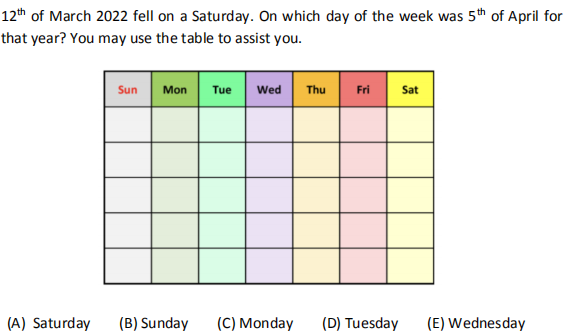 12th of March 2022 fell on a Saturday. On which day of the week was 5th of April for
that year? You may use the table to assist you.
Sun Mon Tue Wed Thu Fri Sat
(A) Saturday (B) Sunday (C) Monday (D) Tuesday (E) Wednesday